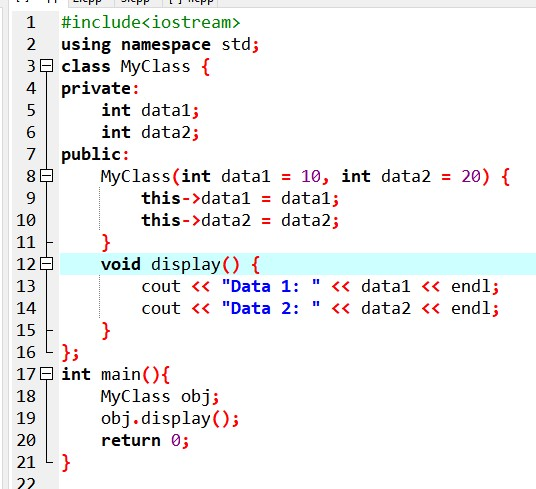 1 #include<iostream>
2 using namespace std;
3 class MyClass {
4 private:
5     int data1;
6     int data2;
7 public:
8     MyClass(int data1 = 10, int data2 = 20) {
9         this->data1 = data1;
10         this->data2 = data2;
11     }
12     void display() {
13         cout << "Data 1: " << data1 << endl;
14         cout << "Data 2: " << data2 << endl;
15     }
16 };
17 int main(){
18     MyClass obj;
19     obj.display();
20     return 0;
21 }
22